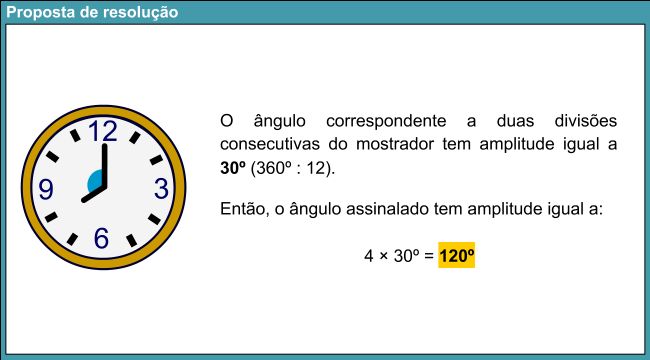 Proposta de resolução
12
9
3
6
O ângulo correspondente a duas divisões
consecutivas do mostrador tem amplitude igual a
30º (360º : 12).
Então, o ângulo assinalado tem amplitude igual a:
4 × 30º = 120º